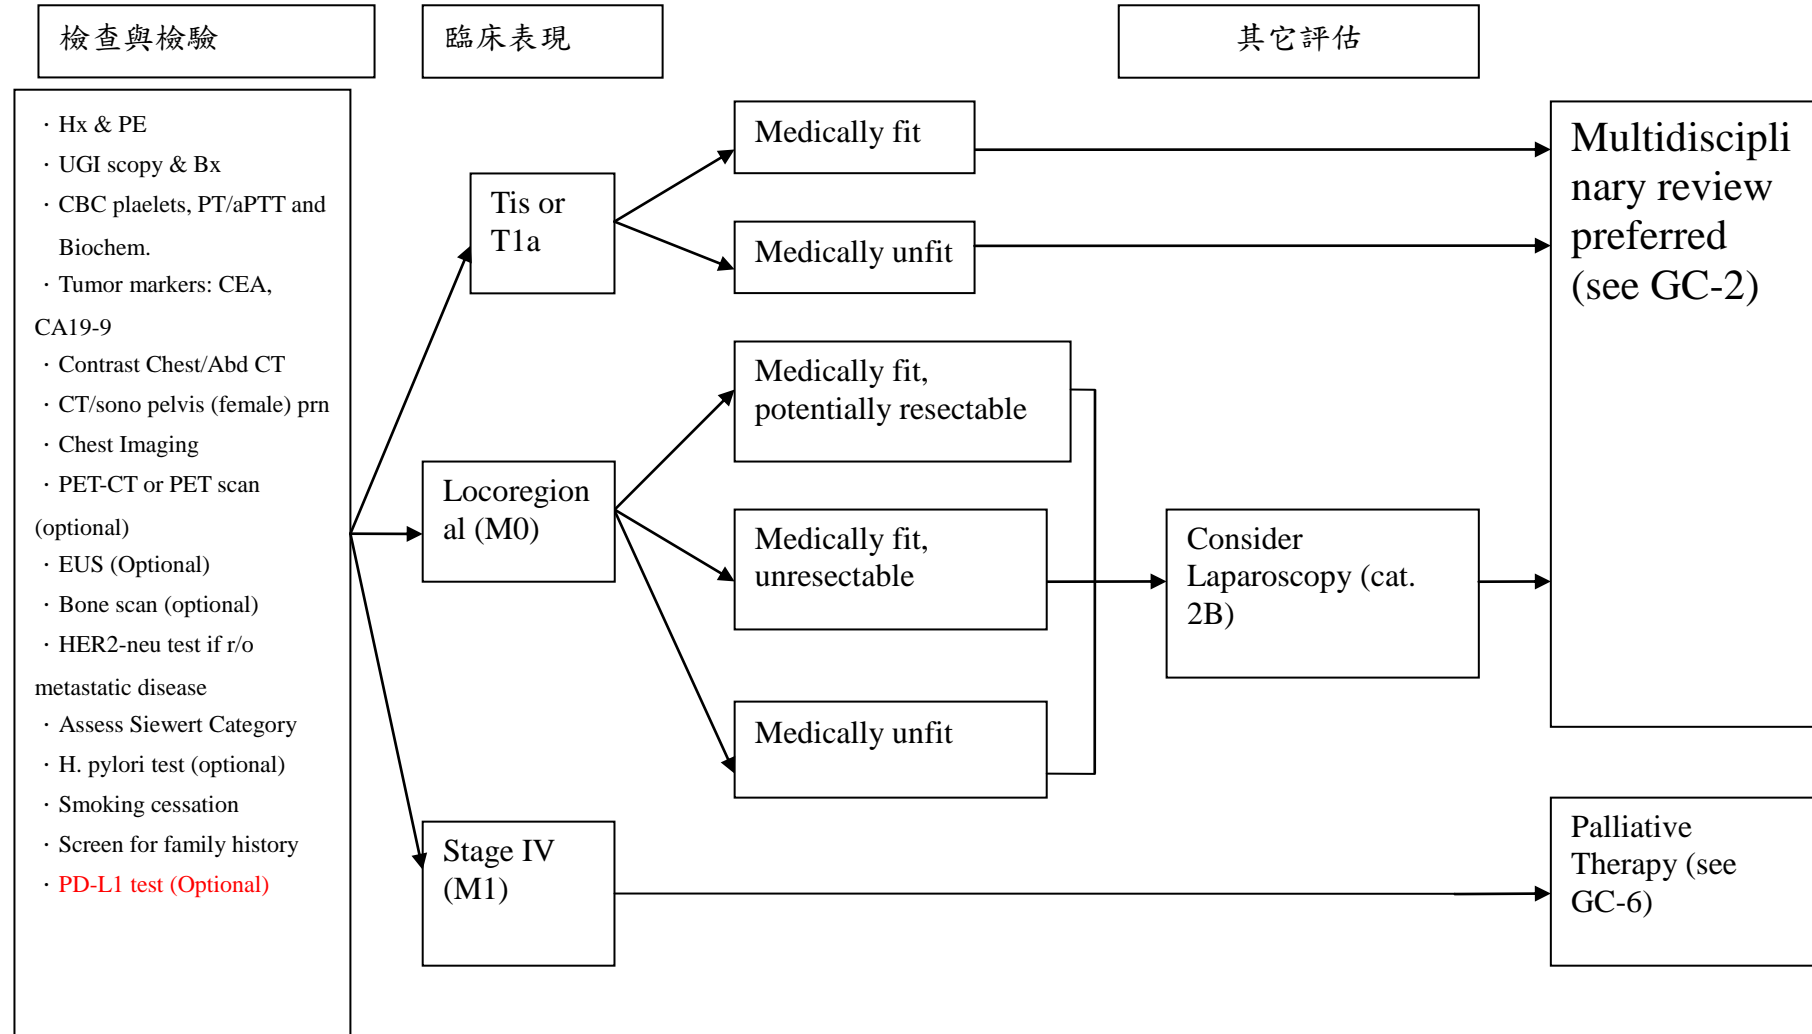 檢查與檢驗
臨床表現
其它評估
· Hx & PE
· UGI scopy & Bx
· CBC plaelets, PT/aPTT and
Biochem.
· Tumor markers: CEA,
CA19-9
· Contrast Chest/Abd CT
· CT/sono pelvis (female) prn
· Chest Imaging
· PET-CT or PET scan
(optional)
· EUS (Optional)
· Bone scan (optional)
· HER2-neu test if r/o
metastatic disease
· Assess Siewert Category
· H. pylori test (optional)
· Smoking cessation
· Screen for family history
· PD-L1 test (Optional)
Tis or
T1a
Medically fit
Medically unfit
Locoregion
al (M0)
Medically fit,
potentially resectable
Medically fit,
unresectable
Medically unfit
Consider
Laparoscopy (cat.
2B)
Multidiscipli
nary review
preferred
(see GC-2)
Stage IV
(M1)
Palliative
Therapy (see
GC-6)